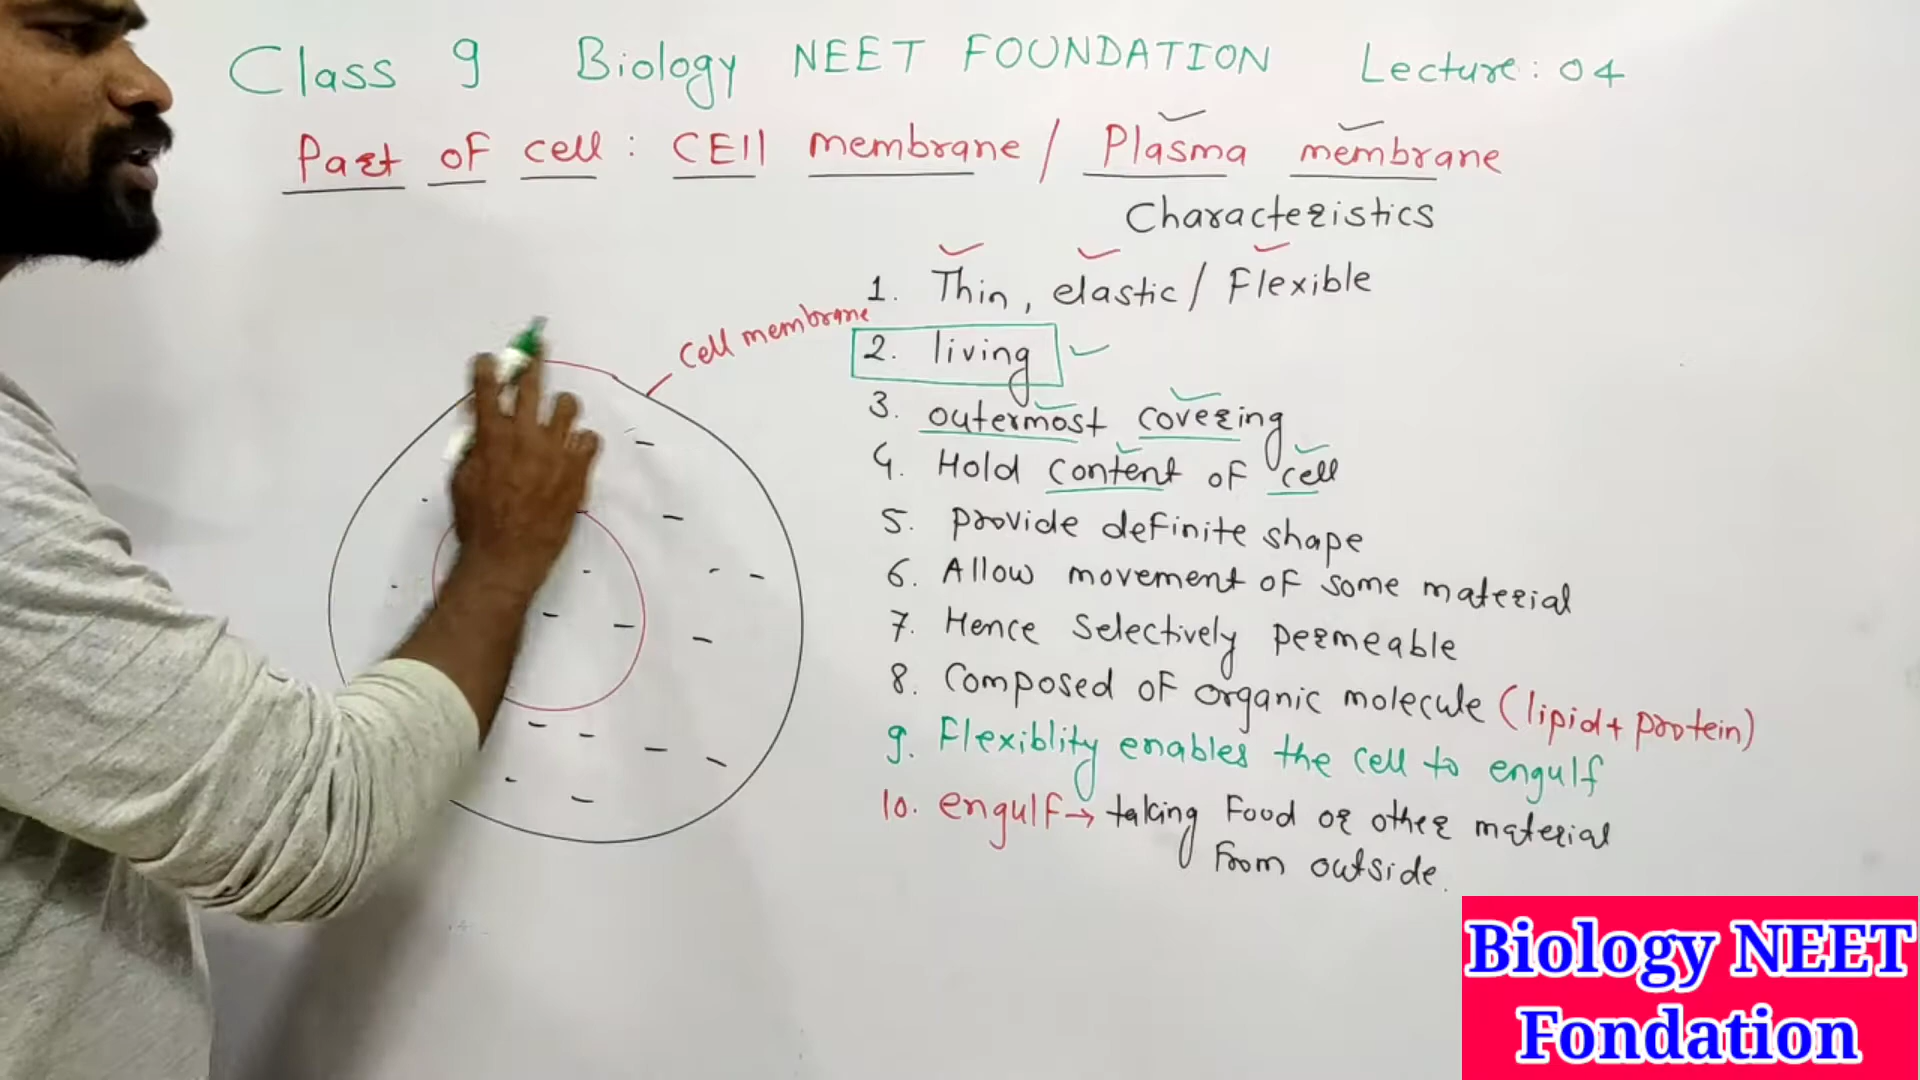 Class 9 Biology NEET FOUNDATION Lecture: 04
Part of cell: CEll membrane / Plasma membrane
Characteristics
1. Thin, elastic / Flexible
cell membrane
2. living
3. outermost covering
4. Hold content of cell
5. provide definite shape
6. Allow movement of some material
7. Hence selectively permeable
8. composed of organic molecule (lipid + protein)
9. Flexiblity enables the cell to engulf
10. engulf → taking Food or other material
From outside.
Biology NEET
Fondation